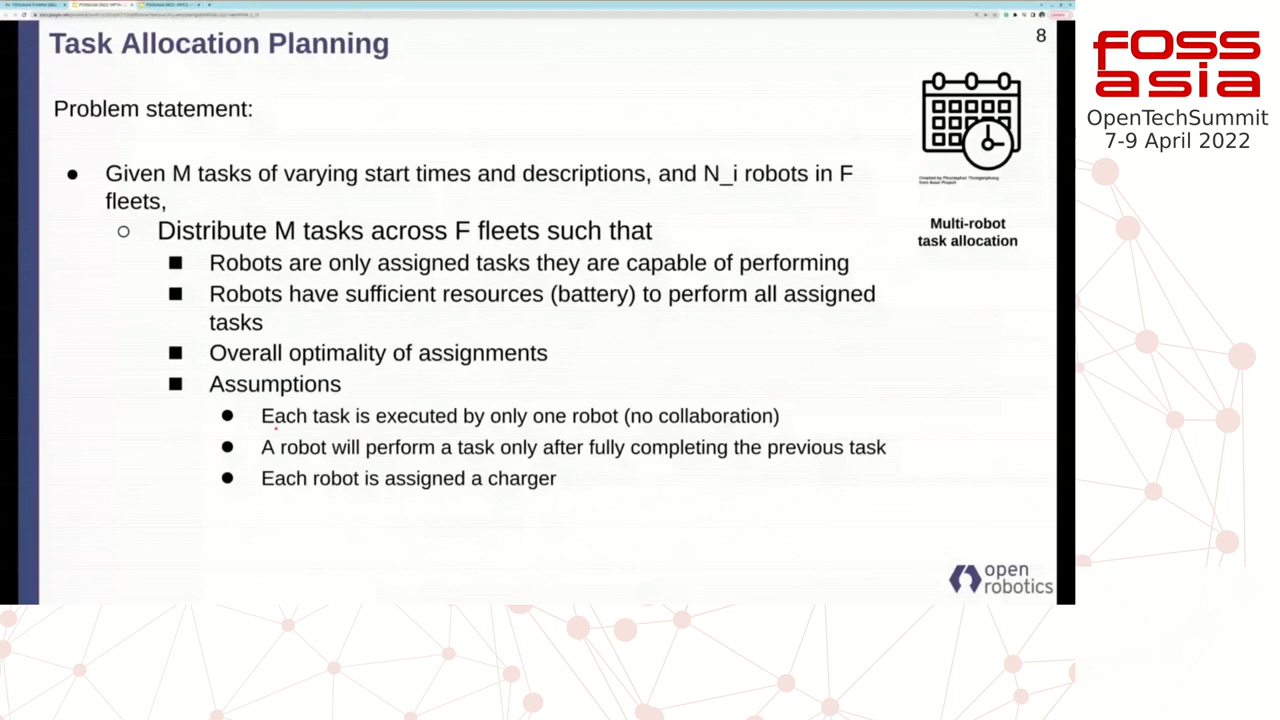 Task Allocation Planning
8
Problem statement:
● Given M tasks of varying start times and descriptions, and N_i robots in F
fleets,
○ Distribute M tasks across F fleets such that
■ Robots are only assigned tasks they are capable of performing
■ Robots have sufficient resources (battery) to perform all assigned
tasks
■ Overall optimality of assignments
■ Assumptions
● Each task is executed by only one robot (no collaboration)
● A robot will perform a task only after fully completing the previous task
● Each robot is assigned a charger
Multi-robot
task allocation
open
robotics
fOSS
asia
OpenTechSummit
7-9 April 2022